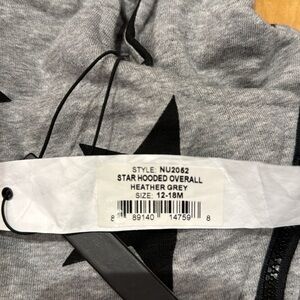 STYLE: NU2052
STAR HOODED OVERALL
HEATHER GREY
SIZE: 12-18M
8 89140 14759 8